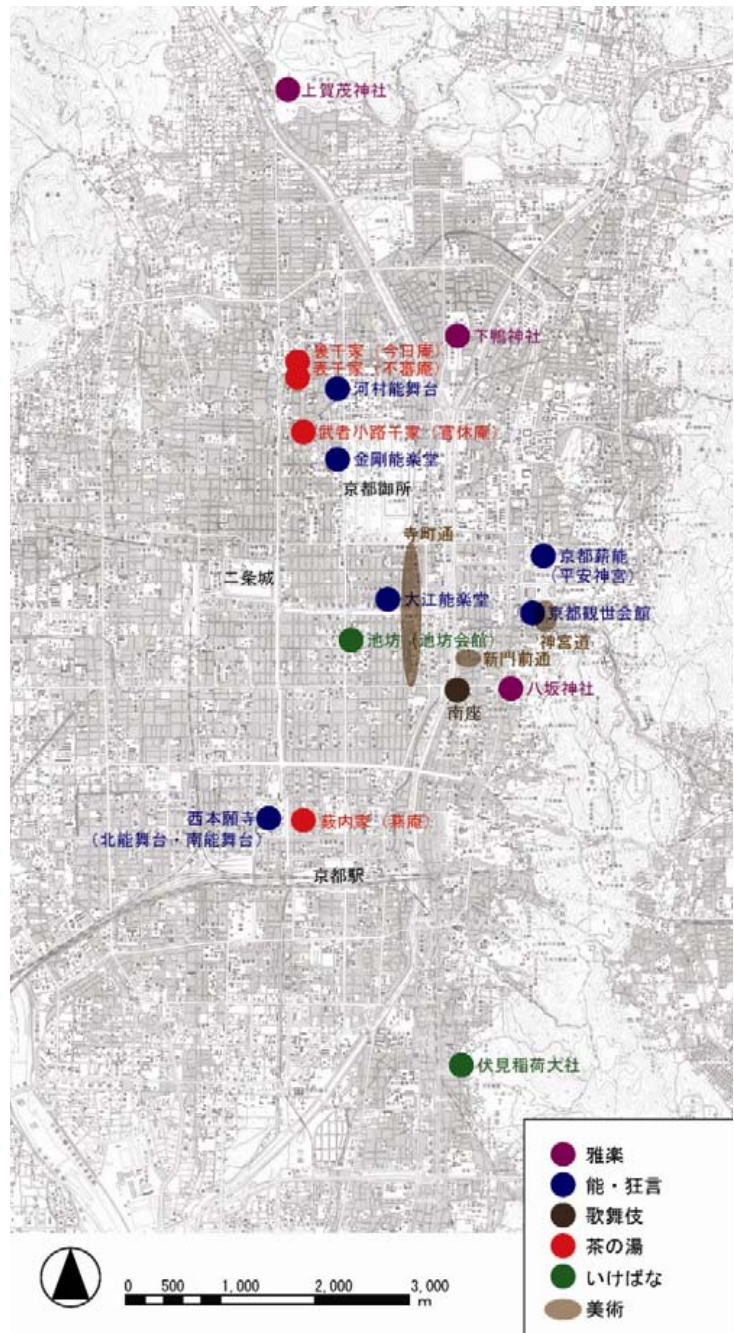 上賀茂神社
下鴨神社
裏千家（今日庵）
表千家（不審庵）
河村能舞台
武者小路千家（官休庵）
金剛能楽堂
京都御所
寺町通
京都薪能
(平安神宮)
二条城
大江能楽堂
京都観世会館
神宮道
池坊（池坊会館）
新門前通
八坂神社
南座
西本願寺
（北能舞台・南能舞台）
薮内家（燕庵）
京都駅
伏見稲荷大社
雅楽
能・狂言
歌舞伎
茶の湯
いけばな
美術
0 500 1,000 2,000 3,000
m